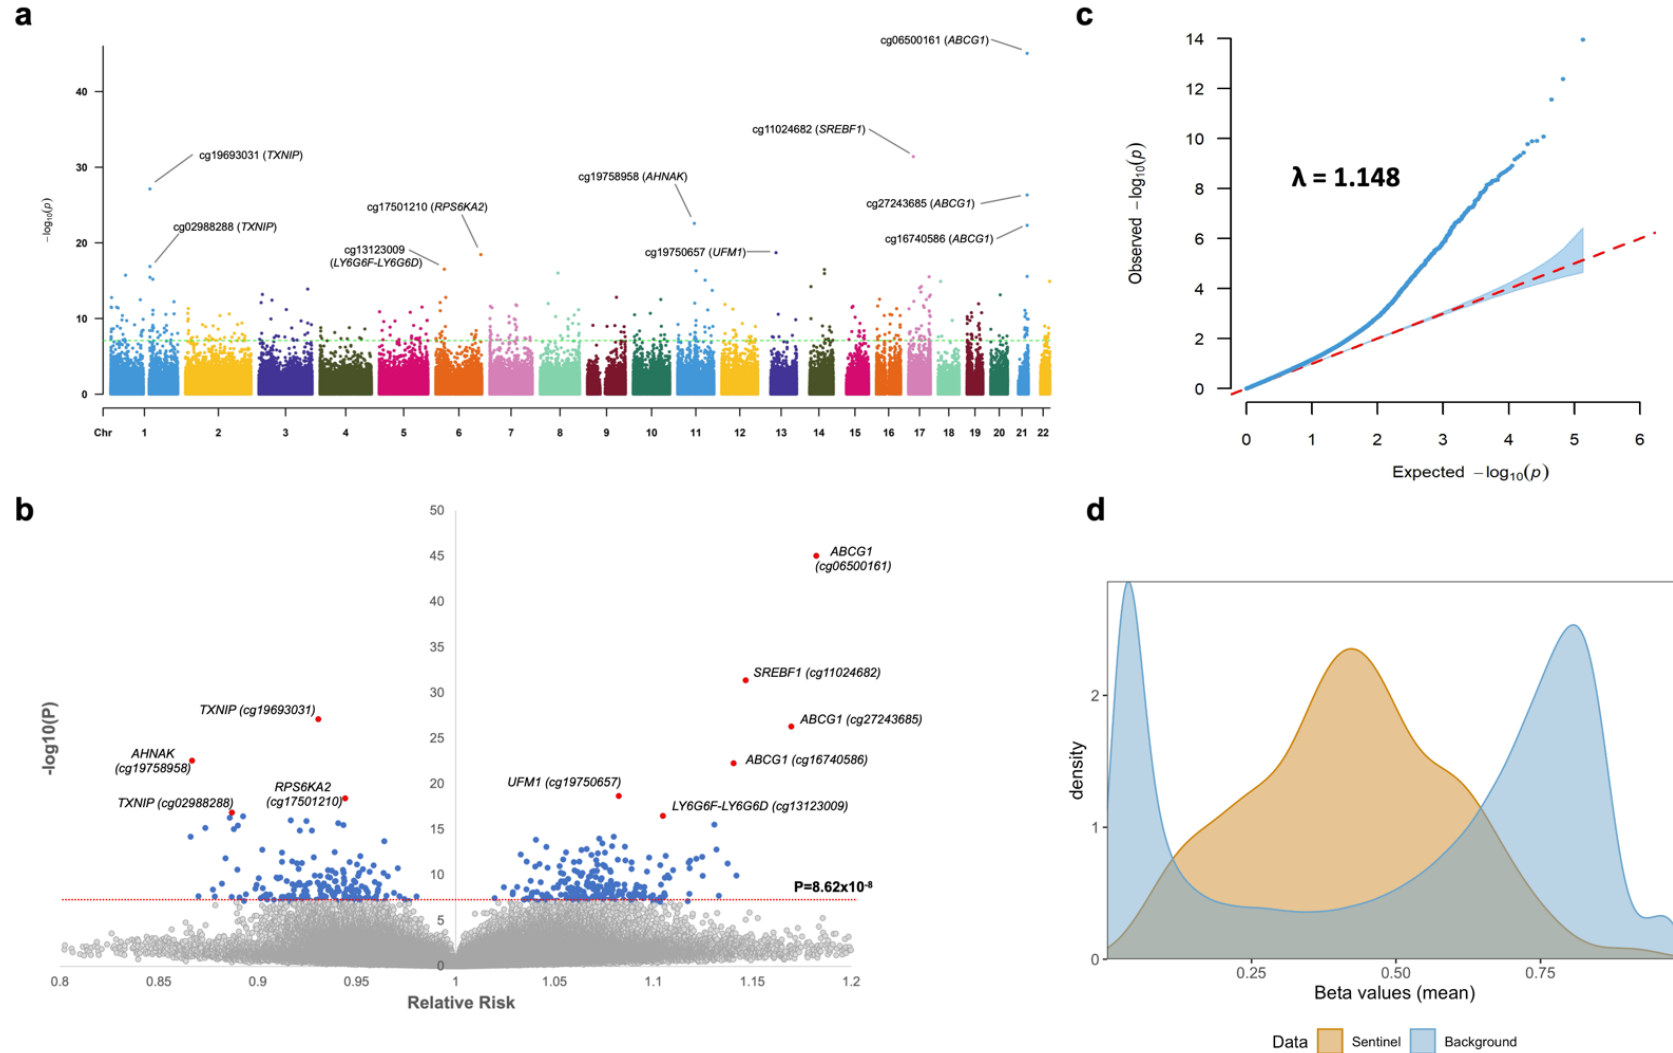 a
cg06500161 (ABCG1)
cg11024682 (SREBF1)
cg19693031 (TXNIP)
cg19758958 (AHNAK)
cg27243685 (ABCG1)
cg17501210 (RPS6KA2)
cg02988288 (TXNIP)
cg16740586 (ABCG1)
cg13123009
(LY6G6F-LY6G6D)
cg19750657 (UFM1)
−log10(p)
40
30
20
10
0
Chr 1 2 3 4 5 6 7 8 9 10 11 12 13 14 15 16 17 18 19 20 21 22
c
14
12
10
8
6
4
2
0
Observed −log10(p)
λ = 1.148
0 1 2 3 4 5 6
Expected −log10(p)
b
50
45
40
35
30
25
20
15
10
5
0
-log10(P)
ABCG1
(cg06500161)
SREBF1 (cg11024682)
TXNIP (cg19693031)
ABCG1 (cg27243685)
AHNAK
(cg19758958)
ABCG1 (cg16740586)
RPS6KA2
(cg17501210)
UFM1 (cg19750657)
TXNIP (cg02988288)
LY6G6F-LY6G6D (cg13123009)
P=8.62x10-8
0.8 0.85 0.9 0.95 1 1.05 1.1 1.15 1.2
Relative Risk
d
2
1
0
density
0.25 0.50 0.75
Beta values (mean)
Data Sentinel Background